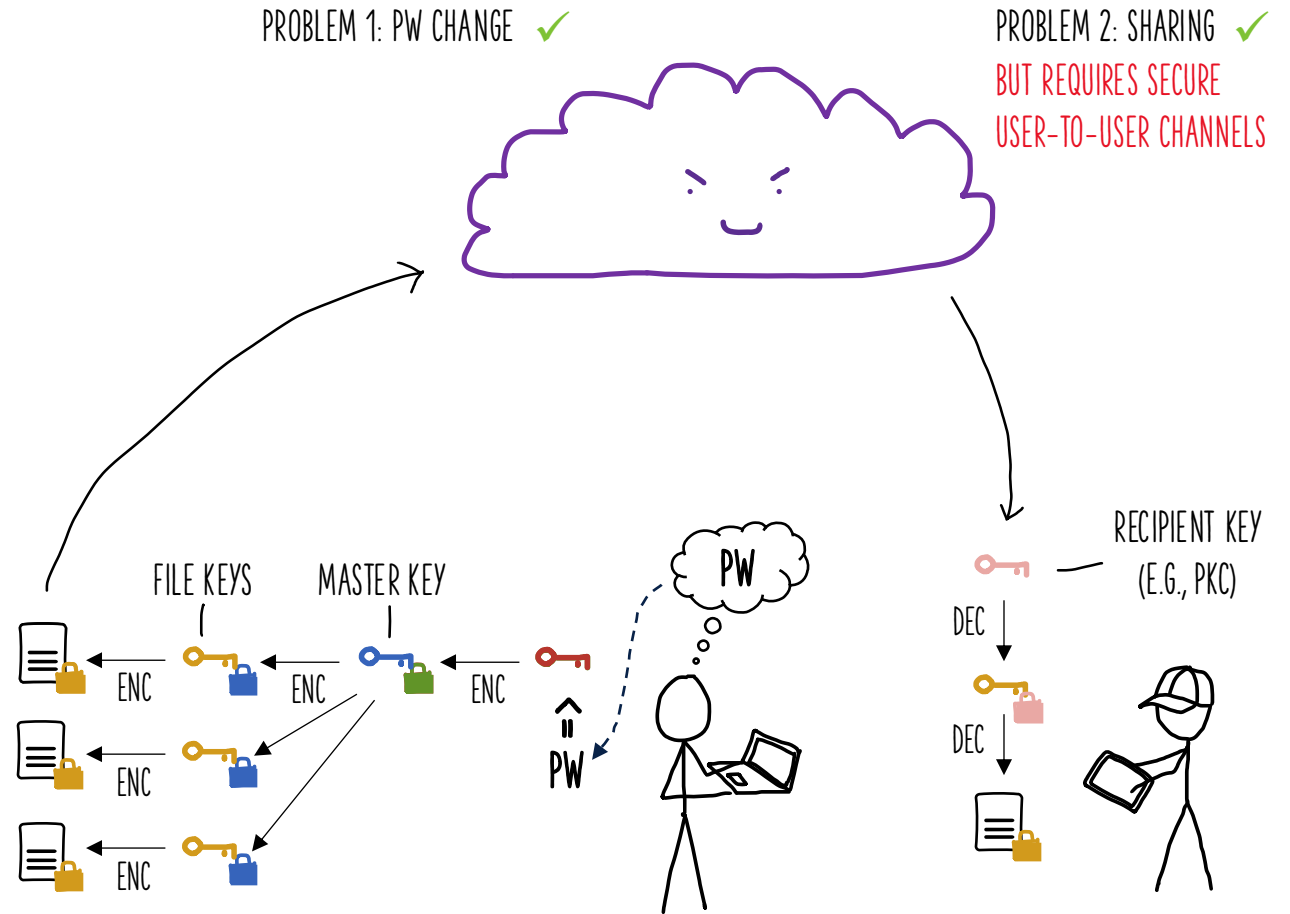 PROBLEM 1: PW CHANGE
PROBLEM 2: SHARING
BUT REQUIRES SECURE
USER-TO-USER CHANNELS
RECIPIENT KEY
(E.G., PKC)
PW
FILE KEYS
MASTER KEY
DEC
ENC
ENC
ENC
DEC
ENC
PW
ENC